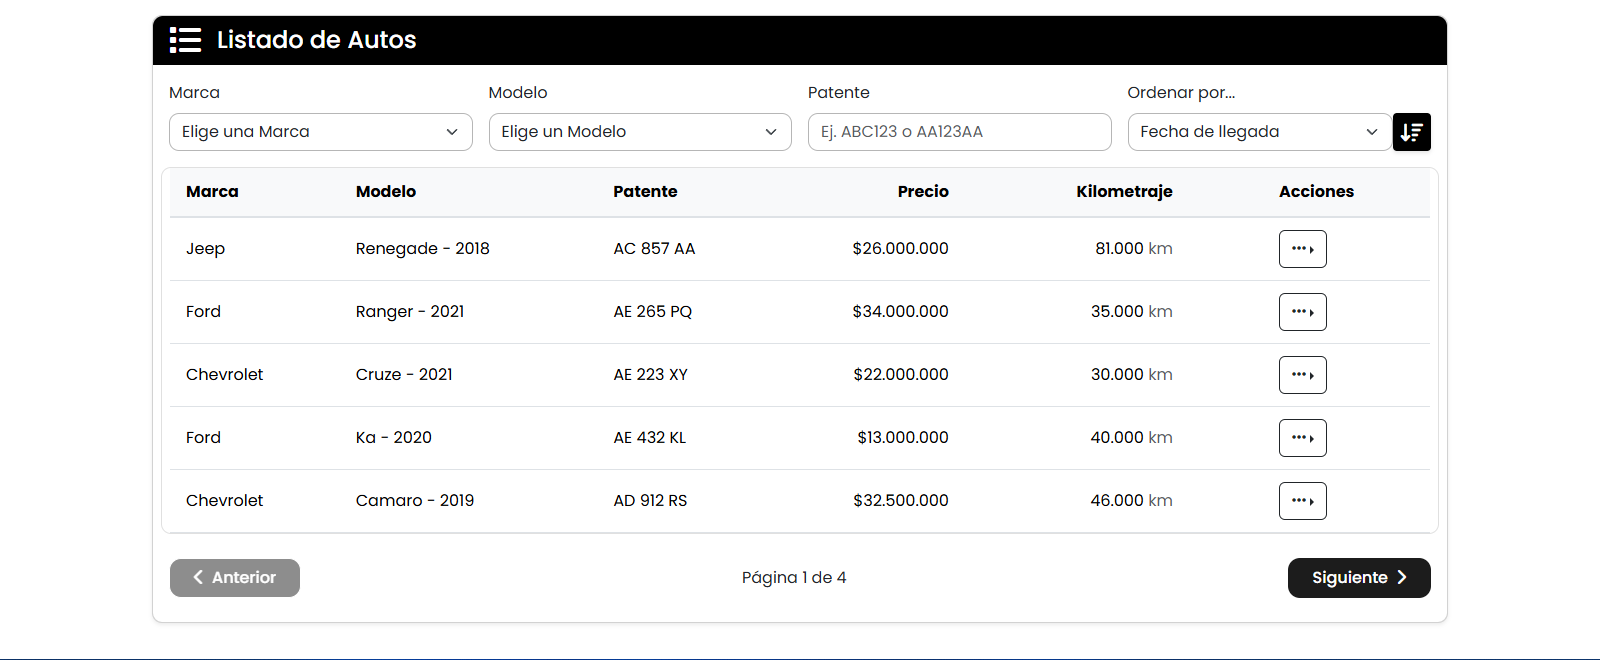 Listado de Autos
Marca Modelo Patente Ordenar por...
Elige una Marca Elige un Modelo Ej. ABC123 o AA123AA Fecha de llegada
Marca Modelo Patente Precio Kilometraje Acciones
Jeep Renegade - 2018 AC 857 AA $26.000.000 81.000 km
Ford Ranger - 2021 AE 265 PQ $34.000.000 35.000 km
Chevrolet Cruze - 2021 AE 223 XY $22.000.000 30.000 km
Ford Ka - 2020 AE 432 KL $13.000.000 40.000 km
Chevrolet Camaro - 2019 AD 912 RS $32.500.000 46.000 km
Anterior Página 1 de 4 Siguiente